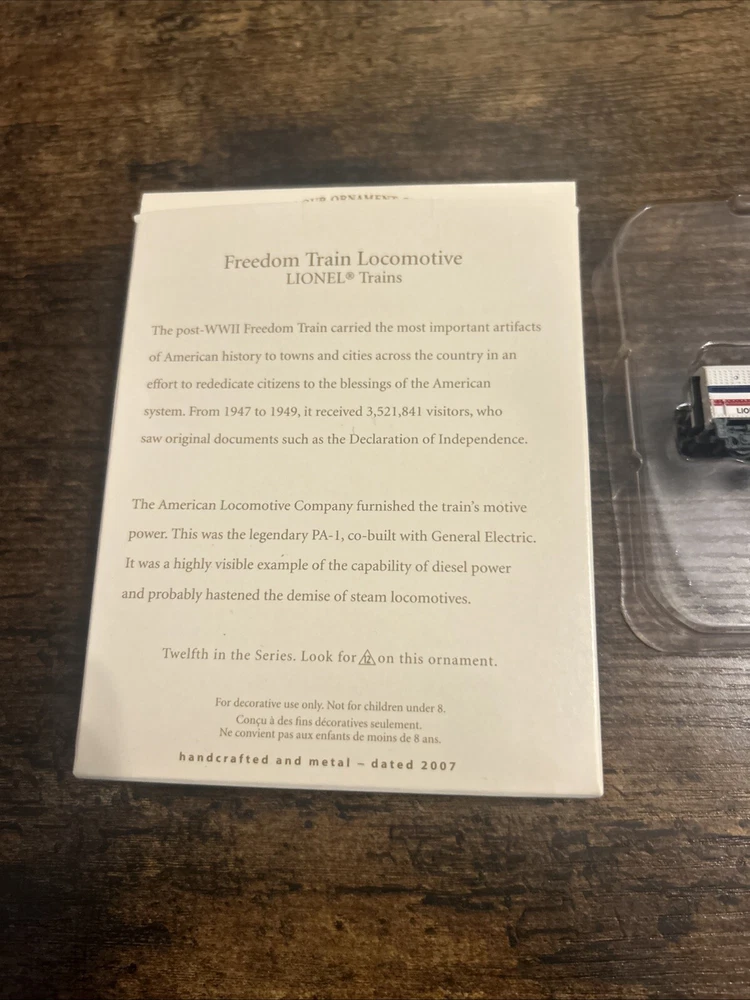 OUR ORNAMENT
Freedom Train Locomotive
LIONEL® Trains
The post-WWII Freedom Train carried the most important artifacts
of American history to towns and cities across the country in an
effort to rededicate citizens to the blessings of the American
system. From 1947 to 1949, it received 3,521,841 visitors, who
saw original documents such as the Declaration of Independence.
The American Locomotive Company furnished the train's motive
power. This was the legendary PA-1, co-built with General Electric.
It was a highly visible example of the capability of diesel power
and probably hastened the demise of steam locomotives.
Twelfth in the Series. Look for 12 on this ornament.
For decorative use only. Not for children under 8.
Conçu à des fins décoratives seulement.
Ne convient pas aux enfants de moins de 8 ans.
handcrafted and metal – dated 2007
LIO